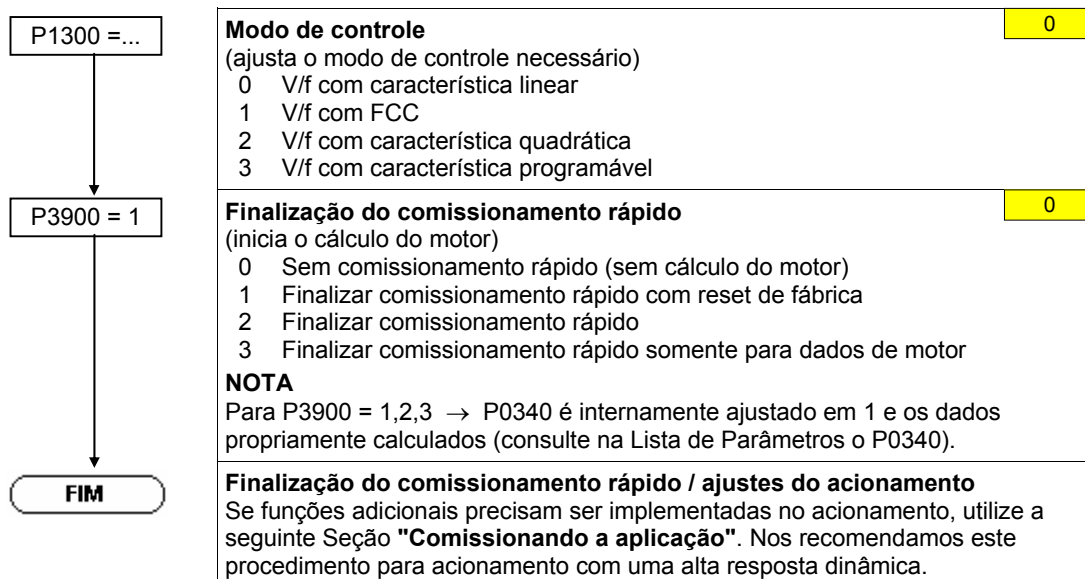 P1300 =...
Modo de controle
0
(ajusta o modo de controle necessário)
0 V/f com característica linear
1 V/f com FCC
2 V/f com característica quadrática
3 V/f com característica programável
P3900 = 1
Finalização do comissionamento rápido
0
(inicia o cálculo do motor)
0 Sem comissionamento rápido (sem cálculo do motor)
1 Finalizar comissionamento rápido com reset de fábrica
2 Finalizar comissionamento rápido
3 Finalizar comissionamento rápido somente para dados de motor
NOTA
Para P3900 = 1,2,3 → P0340 é internamente ajustado em 1 e os dados
propriamente calculados (consulte na Lista de Parâmetros o P0340).
FIM
Finalização do comissionamento rápido / ajustes do acionamento
Se funções adicionais precisam ser implementadas no acionamento, utilize a
seguinte Seção "Comissionando a aplicação". Nos recomendamos este
procedimento para acionamento com uma alta resposta dinâmica.